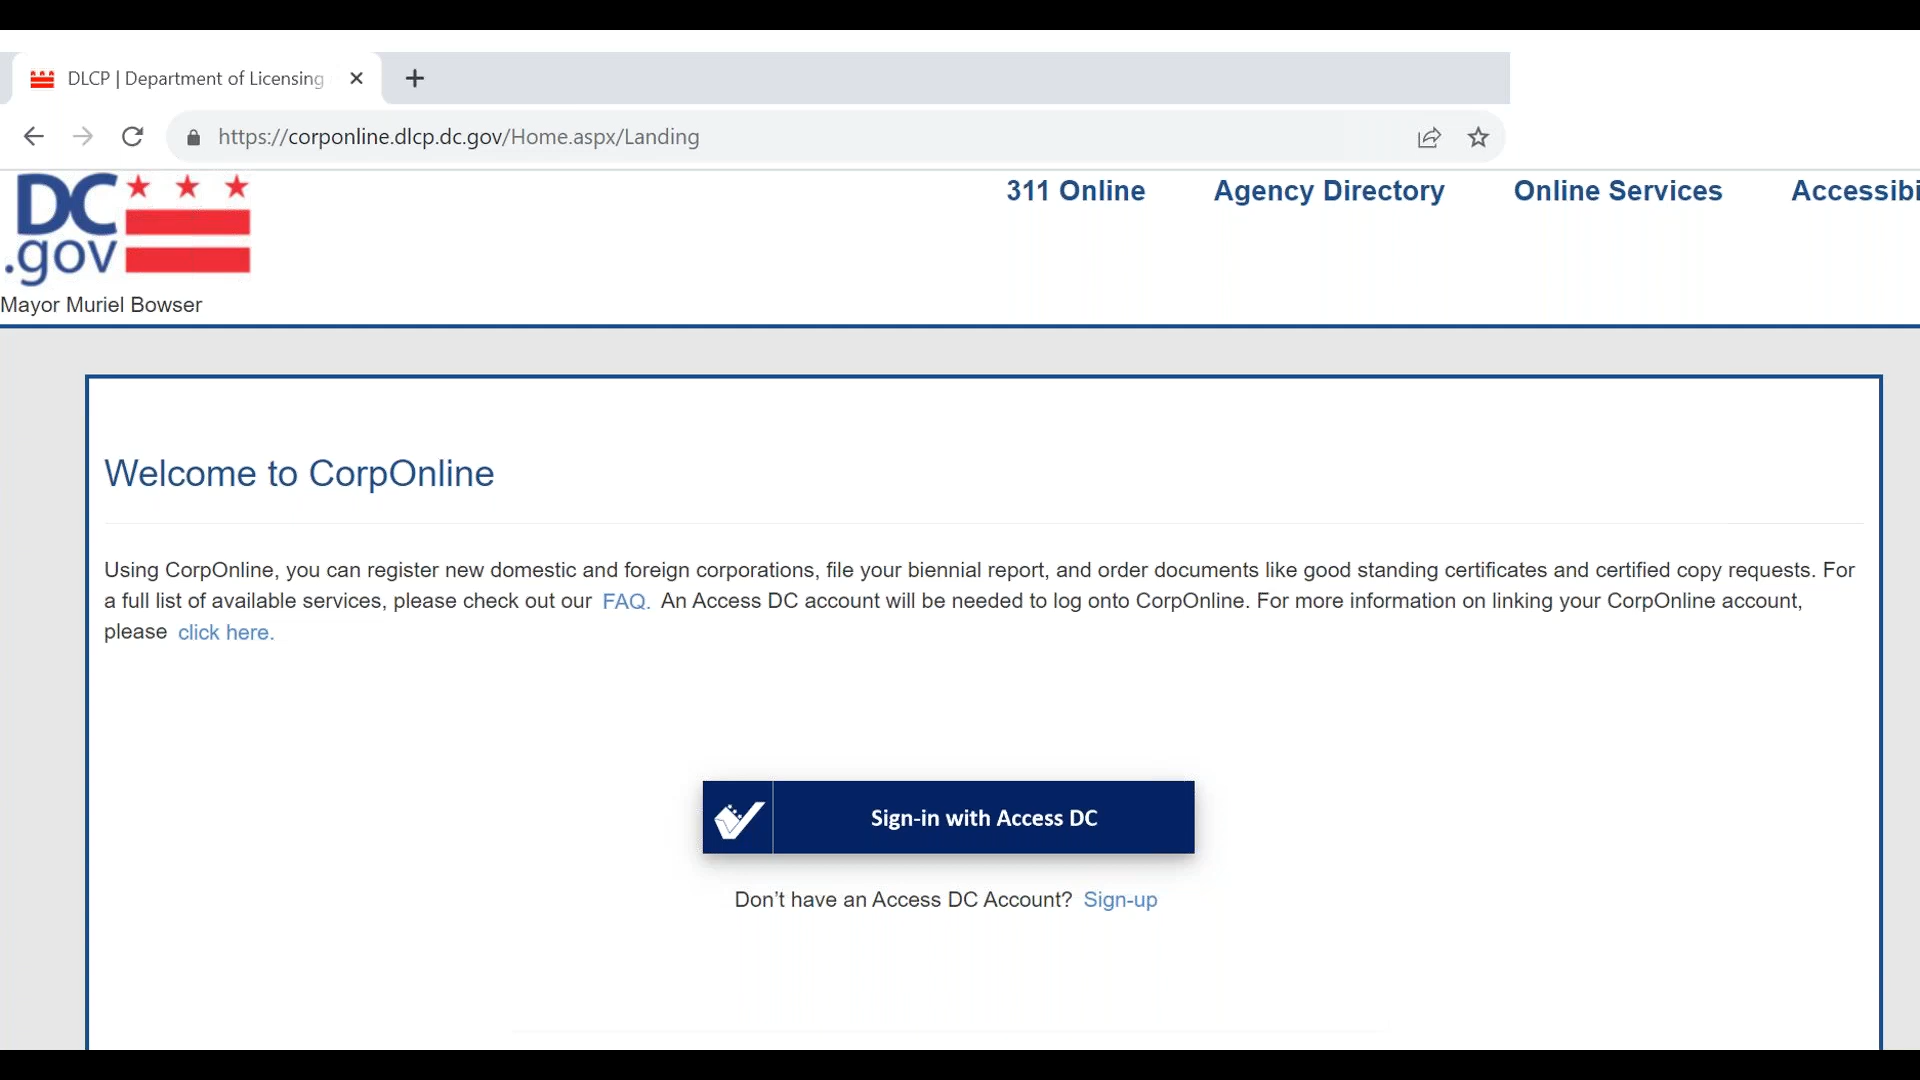 DLCP | Department of Licensing
https://corponline.dlcp.dc.gov/Home.aspx/Landing
DC
.gov
311 Online Agency Directory Online Services Accessibi
Mayor Muriel Bowser
Welcome to CorpOnline
Using CorpOnline, you can register new domestic and foreign corporations, file your biennial report, and order documents like good standing certificates and certified copy requests. For
a full list of available services, please check out our FAQ. An Access DC account will be needed to log onto CorpOnline. For more information on linking your CorpOnline account,
please click here.
Sign-in with Access DC
Don’t have an Access DC Account? Sign-up